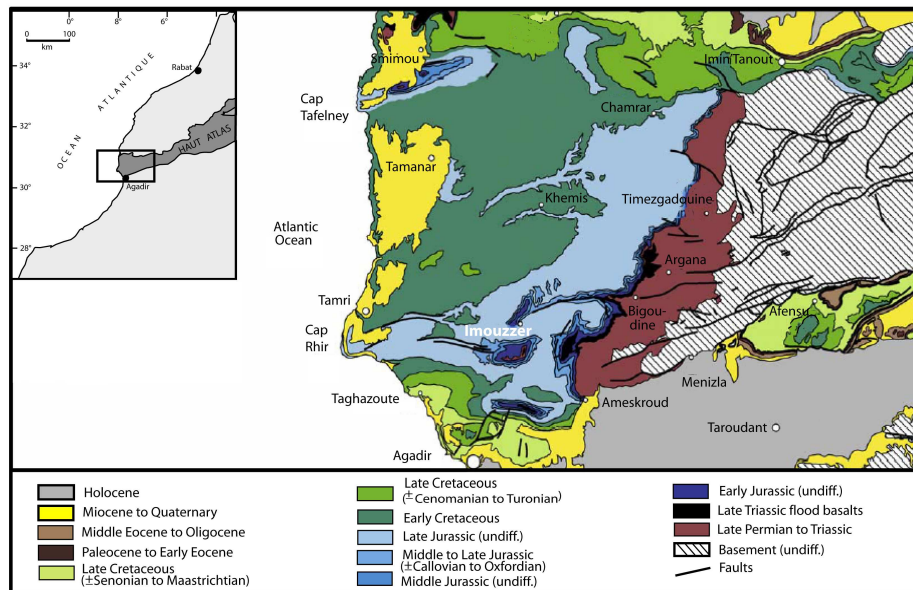 0
100
km
8°
6°
0°
34°
32°
30°
28°
OCEAN ATLANTIQUE
Rabat
HAUT ATLAS
Agadir
Smimou
Imin Tanout
Cap
Tafelney
Chamrar
Tamanar
Khemis
Timezgadquine
Atlantic
Ocean
Argana
Tamri
Bigou-
dine
Afensu
Imouzzer
Cap
Rhir
Menizla
Taghazoute
Ameskroud
Taroudant
Agadir
Holocene
Miocene to Quaternary
Middle Eocene to Oligocene
Paleocene to Early Eocene
Late Cretaceous
(±Senonian to Maastrichtian)
Late Cretaceous
(±Cenomanian to Turonian)
Early Cretaceous
Late Jurassic (undiff.)
Middle to Late Jurassic
(±Callovian to Oxfordian)
Middle Jurassic (undiff.)
Early Jurassic (undiff.)
Late Triassic flood basalts
Late Permian to Triassic
Basement (undiff.)
Faults